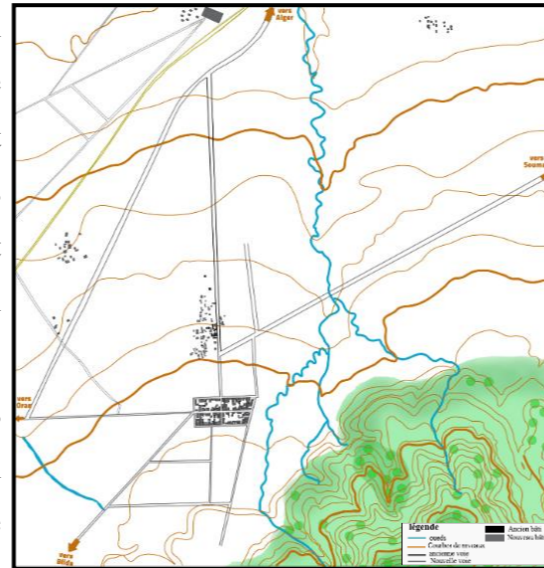 vers
Alger
vers
Souma
vers
Oran
vers
Blida
légende
oueds
Courbes de niveaux
ancienne voie
Nouvelle voie
Ancien bâti
Nouveau bâti